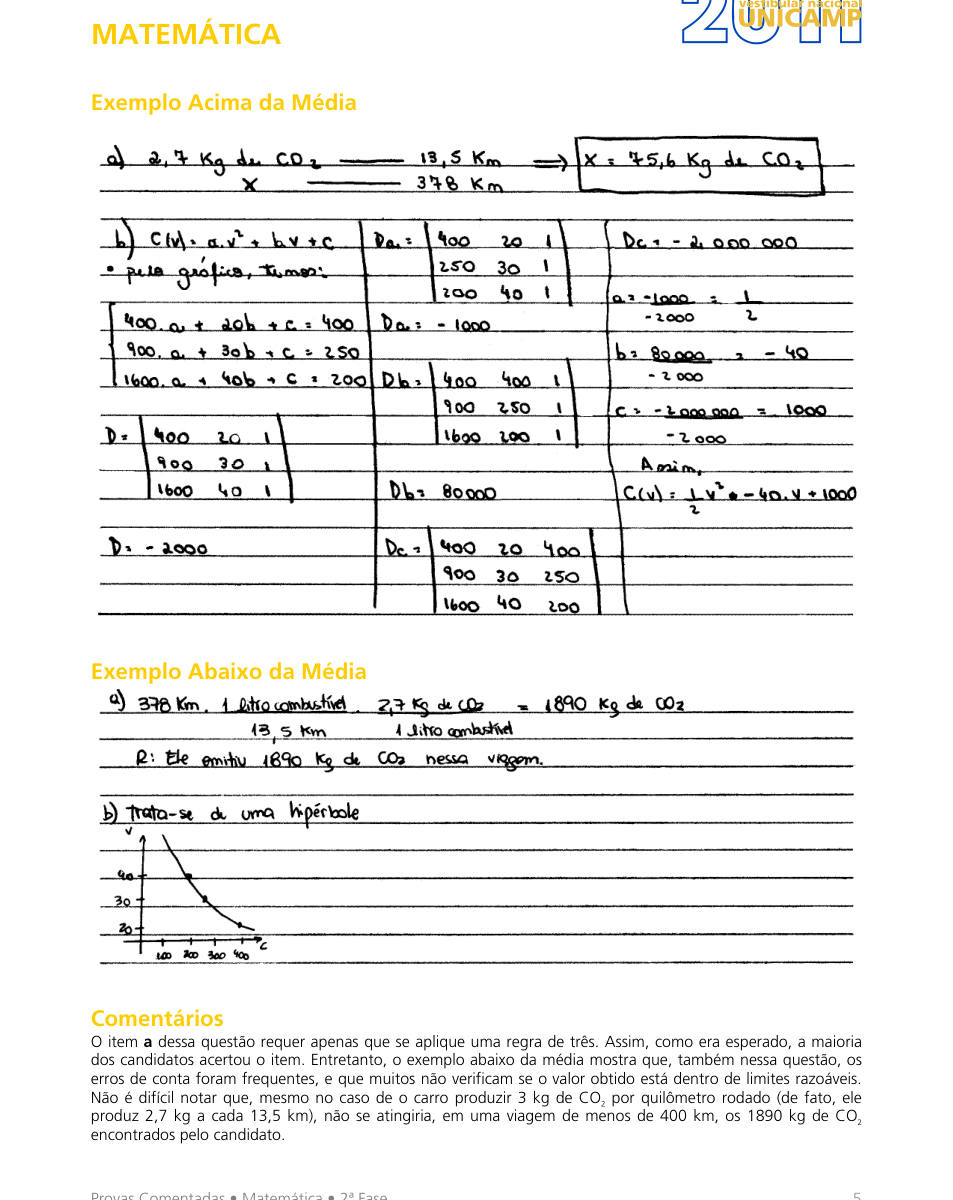 MATEMÁTICA
2011
vestibular nacional
UNICAMP
Exemplo Acima da Média
a) 2,7 Kg de CO₂ —— 13,5 Km ⇒ X = 75,6 Kg de CO₂
X —— 378 Km
b) C(v) = a.v² + bv + c
• pelo gráfico, temos:
400.a + 20b + c = 400
900.a + 30b + c = 250
1600.a + 40b + c = 200
D = | 400 20 1 |
| 900 30 1 |
| 1600 40 1 |
D = - 2000
Da = | 400 20 1 |
| 250 30 1 |
| 200 40 1 |
Da = - 1000
Db = | 400 400 1 |
| 900 250 1 |
| 1600 200 1 |
Db = 80000
Dc = | 400 20 400 |
| 900 30 250 |
| 1600 40 200 |
Dc = - 2 000 000
a = -1000 = 1
-2000 2
b = 80000 = - 40
- 2000
c = -2000 000 = 1000
-2000
Assim,
C(v) = 1 v² - 40.v + 1000
2
Exemplo Abaixo da Média
a) 378 Km . 1 litro combustível . 2,7 Kg de CO₂ = 1890 Kg de CO₂
13,5 Km 1 litro combustível
R: Ele emitiu 1890 Kg de CO₂ nessa viagem.
b) Trata-se de uma hipérbole
v
40
30
20
100 200 300 400 C
Comentários
O item a dessa questão requer apenas que se aplique uma regra de três. Assim, como era esperado, a maioria
dos candidatos acertou o item. Entretanto, o exemplo abaixo da média mostra que, também nessa questão, os
erros de conta foram frequentes, e que muitos não verificam se o valor obtido está dentro de limites razoáveis.
Não é difícil notar que, mesmo no caso de o carro produzir 3 kg de CO₂ por quilômetro rodado (de fato, ele
produz 2,7 kg a cada 13,5 km), não se atingiria, em uma viagem de menos de 400 km, os 1890 kg de CO₂
encontrados pelo candidato.
Provas Comentadas • Matemática • 2ª Fase 5